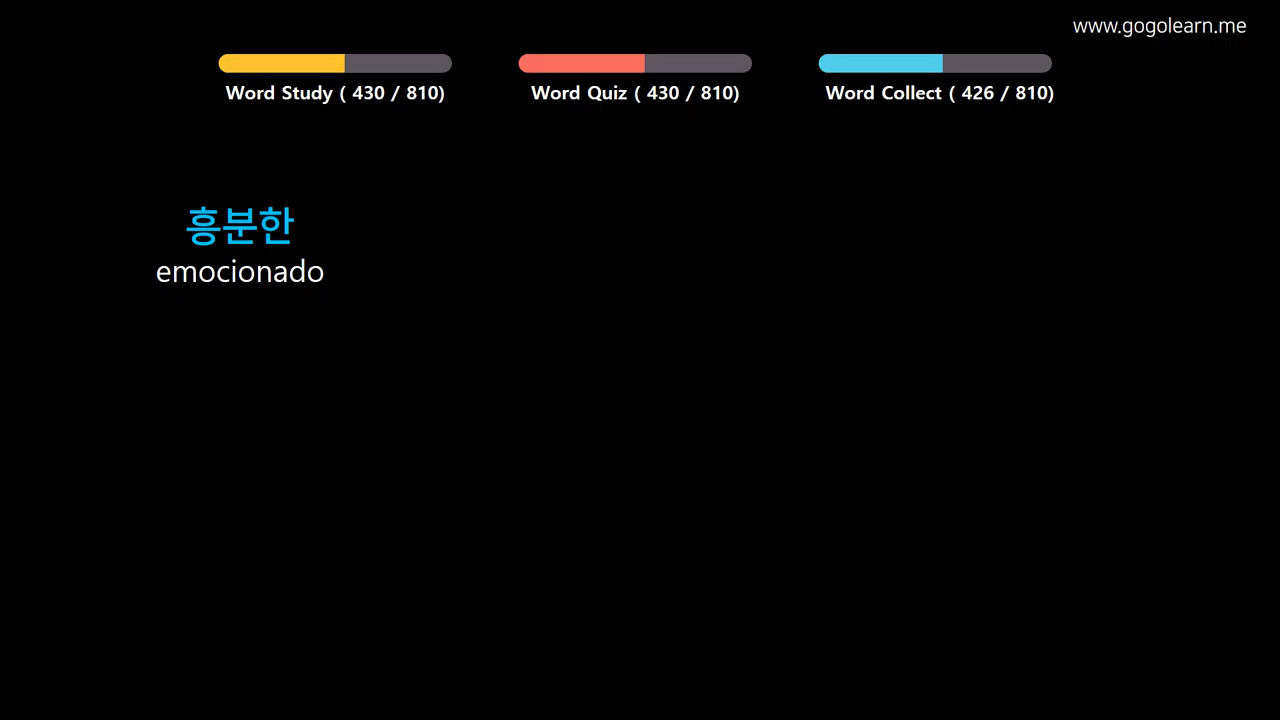 www.gogolearn.me
Word Study ( 430 / 810)
Word Quiz ( 430 / 810)
Word Collect ( 426 / 810)
흥분한
emocionado